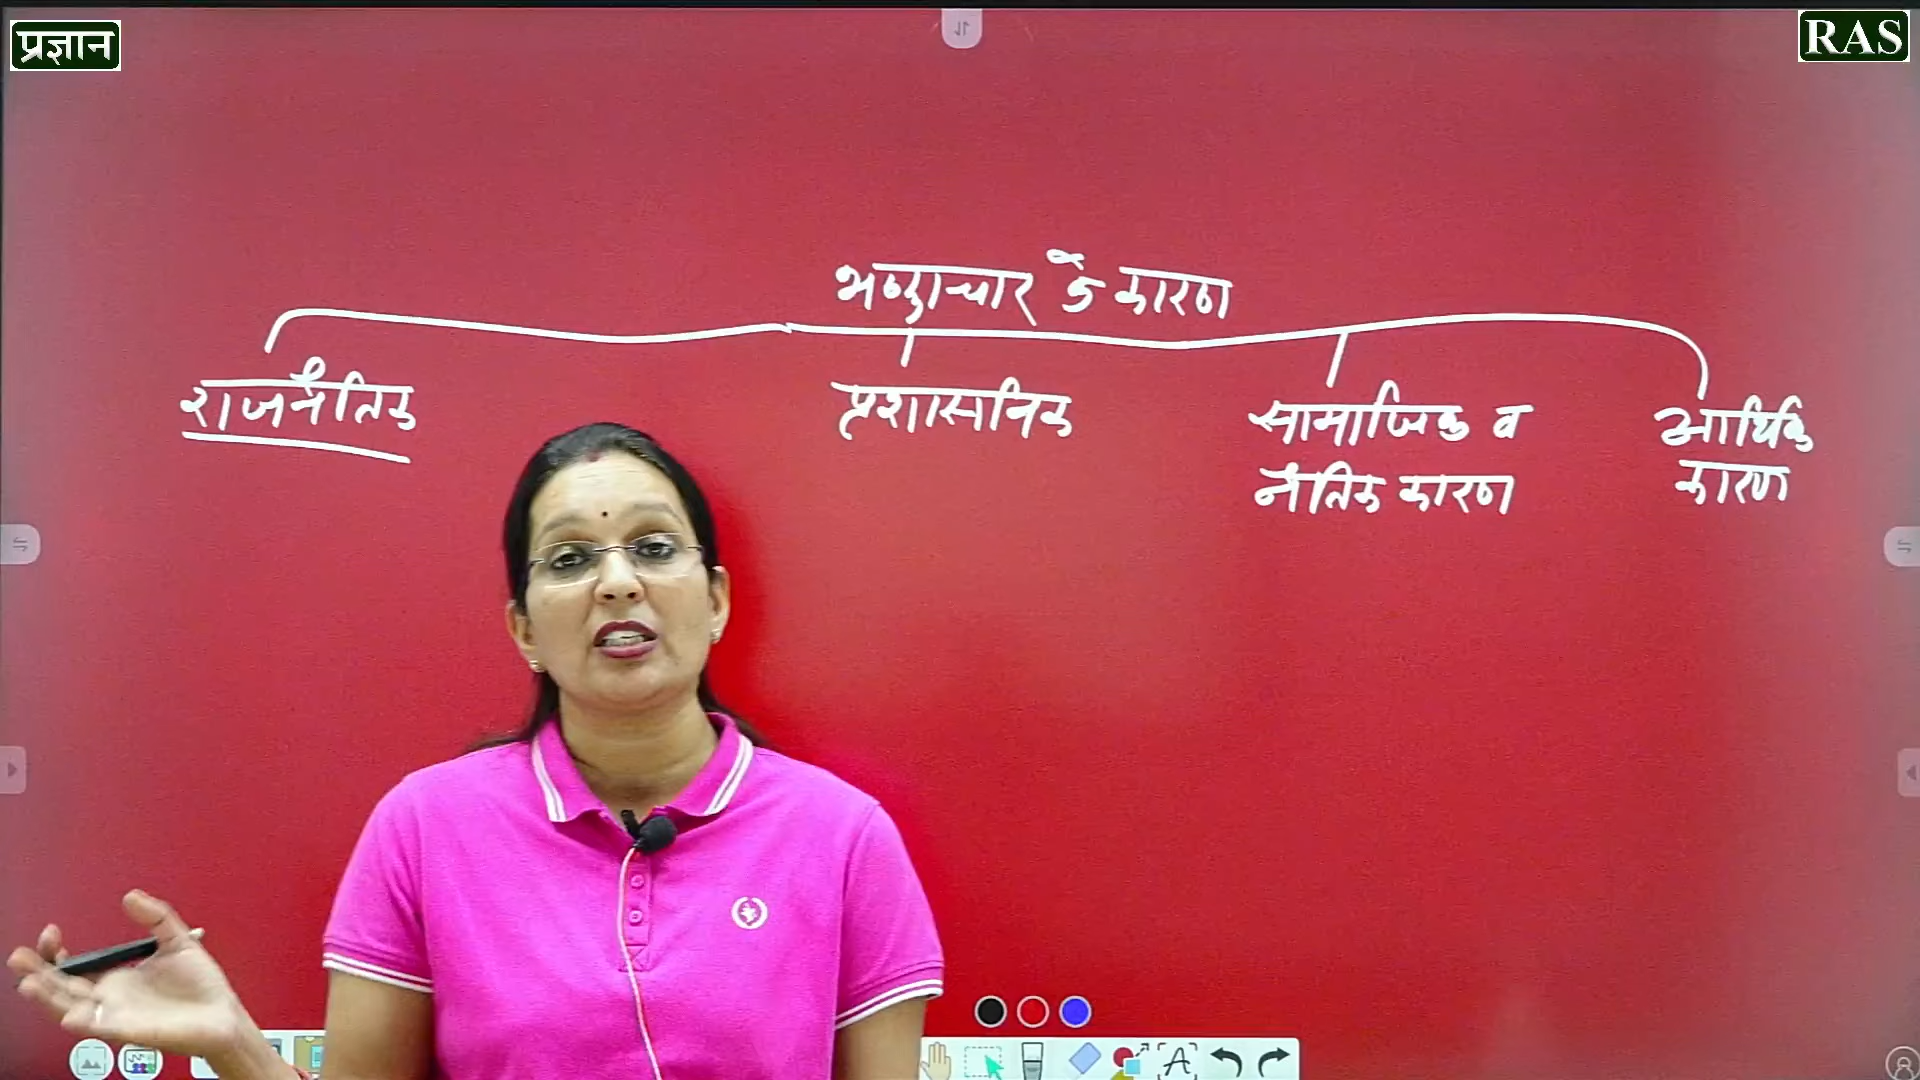 प्रज्ञान
RAS
भ्रष्टाचार के कारण
राजनैतिक
प्रशासनिक
सामाजिक व
नैतिक कारण
आर्थिक
कारण